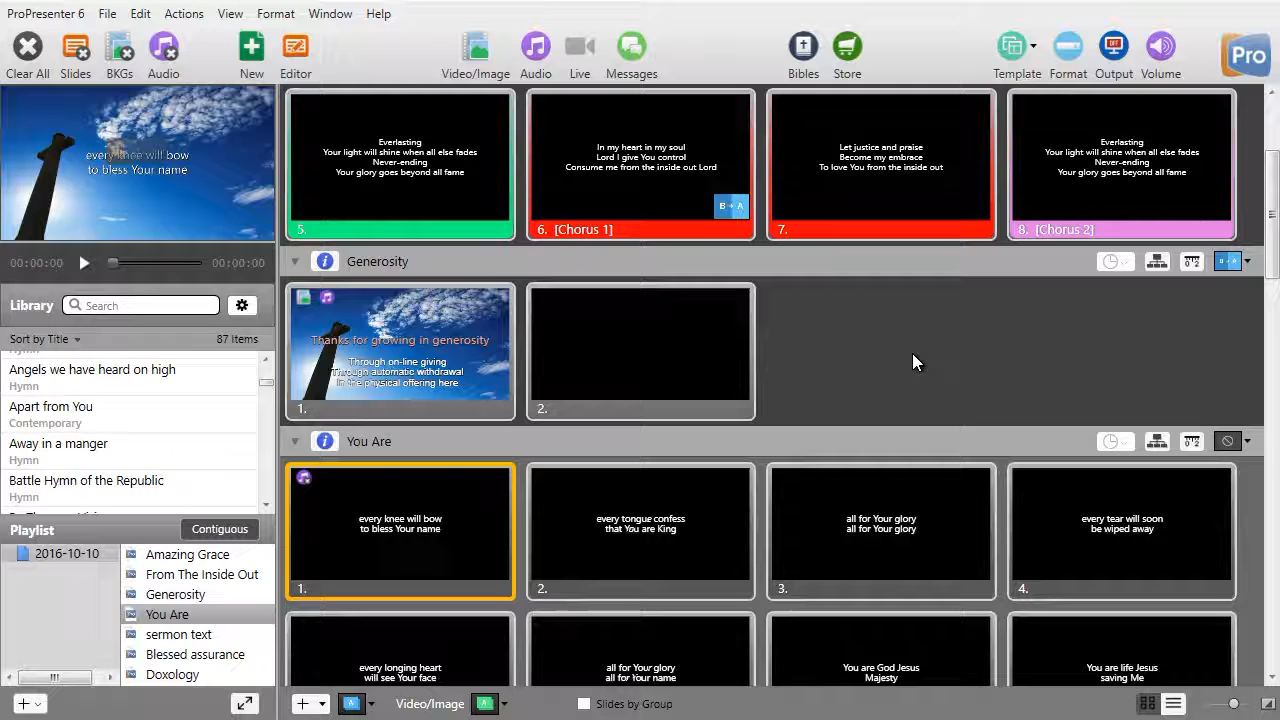 ProPresenter 6 File Edit Actions View Format Window Help
Clear All Slides BKGs Audio New Editor Video/Image Audio Live Messages Bibles Store Template Format Output Volume
Pro
every knee will bow
to bless Your name
00:00:00 00:00:00
Library Search
Sort by Title 87 Items
Hymn
Angels we have heard on high
Hymn
Apart from You
Contemporary
Away in a manger
Hymn
Battle Hymn of the Republic
Hymn
Playlist Contiguous
2016-10-10
Amazing Grace
From The Inside Out
Generosity
You Are
sermon text
Blessed assurance
Doxology
Everlasting
Your light will shine when all else fades
Never-ending
Your glory goes beyond all fame
5.
In my heart in my soul
Lord I give You control
Consume me from the inside out Lord
B + A
6. [Chorus 1]
Let justice and praise
Become my embrace
To love You from the inside out
7.
Everlasting
Your light will shine when all else fades
Never-ending
Your glory goes beyond all fame
8. [Chorus 2]
Generosity
B + A
Thanks for growing in generosity
Through on-line giving
Through automatic withdrawal
In the physical offering here
1.
2.
You Are
every knee will bow
to bless Your name
1.
every tongue confess
that You are King
2.
all for Your glory
all for Your glory
3.
every tear will soon
be wiped away
4.
every longing heart
will see Your face
all for Your glory
all for Your name
You are God Jesus
Majesty
You are life Jesus
saving Me
A Video/Image A Slides by Group